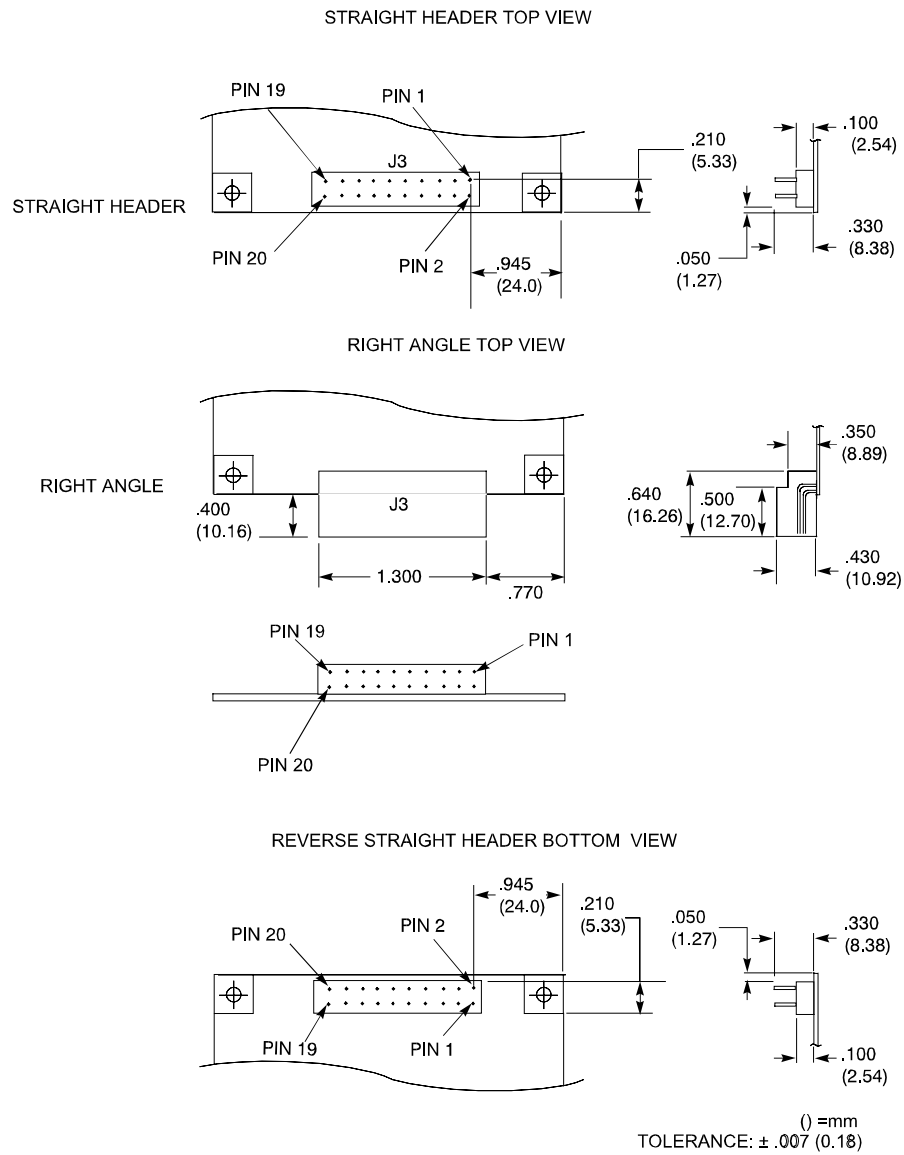 STRAIGHT HEADER TOP VIEW
PIN 19
PIN 1
J3
.210
(5.33)
.100
(2.54)
STRAIGHT HEADER
PIN 20
PIN 2
.945
(24.0)
.050
(1.27)
.330
(8.38)
RIGHT ANGLE TOP VIEW
RIGHT ANGLE
.400
(10.16)
J3
1.300
.770
.640
(16.26)
.500
(12.70)
.350
(8.89)
.430
(10.92)
PIN 19
PIN 1
PIN 20
REVERSE STRAIGHT HEADER BOTTOM VIEW
PIN 20
PIN 2
.945
(24.0)
.210
(5.33)
.050
(1.27)
.330
(8.38)
PIN 19
PIN 1
.100
(2.54)
() =mm
TOLERANCE: ± .007 (0.18)